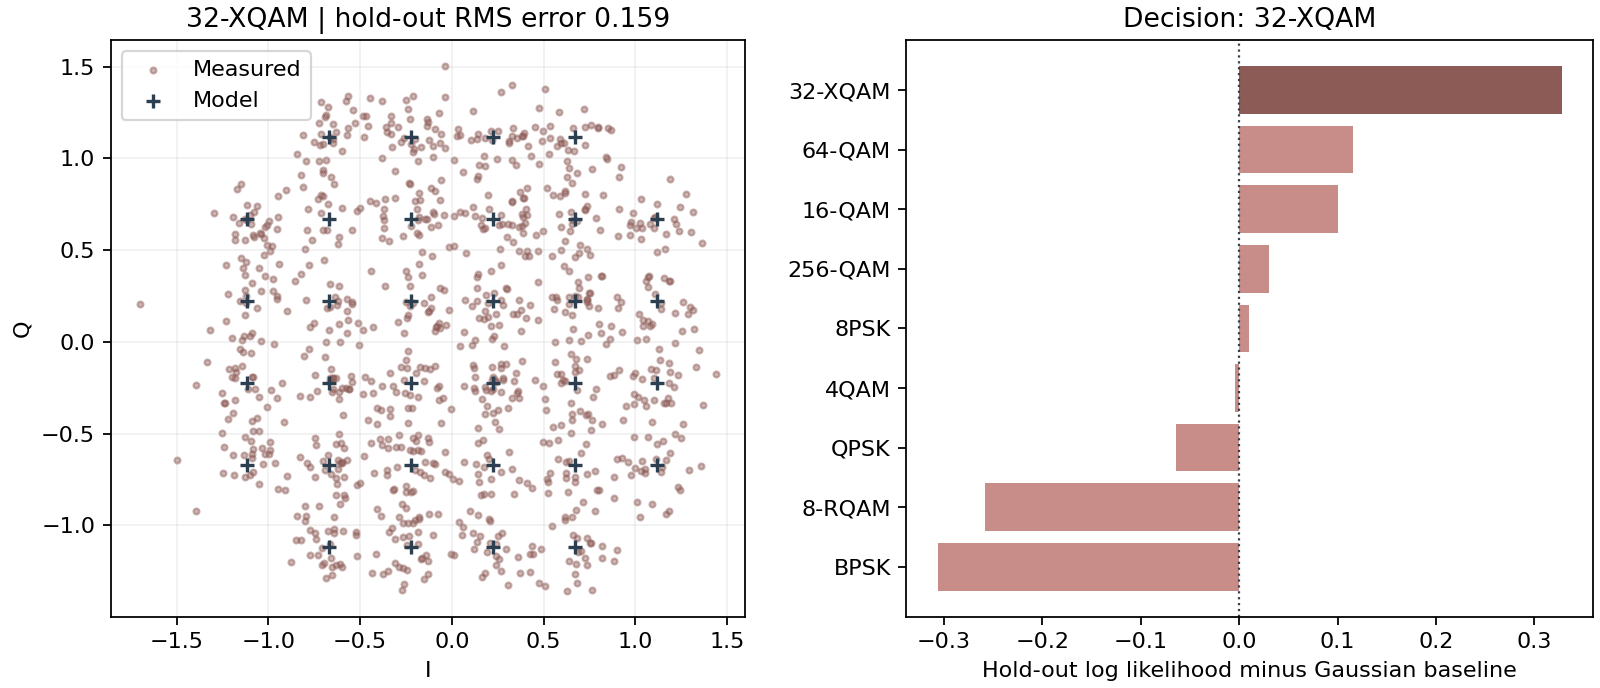 32-XQAM | hold-out RMS error 0.159
Measured
Model
1.5
1.0
0.5
0.0
−0.5
−1.0
Q
−1.5
−1.0
−0.5
0.0
0.5
1.0
1.5
I
Decision: 32-XQAM
32-XQAM
64-QAM
16-QAM
256-QAM
8PSK
4QAM
QPSK
8-RQAM
BPSK
−0.3
−0.2
−0.1
0.0
0.1
0.2
0.3
Hold-out log likelihood minus Gaussian baseline